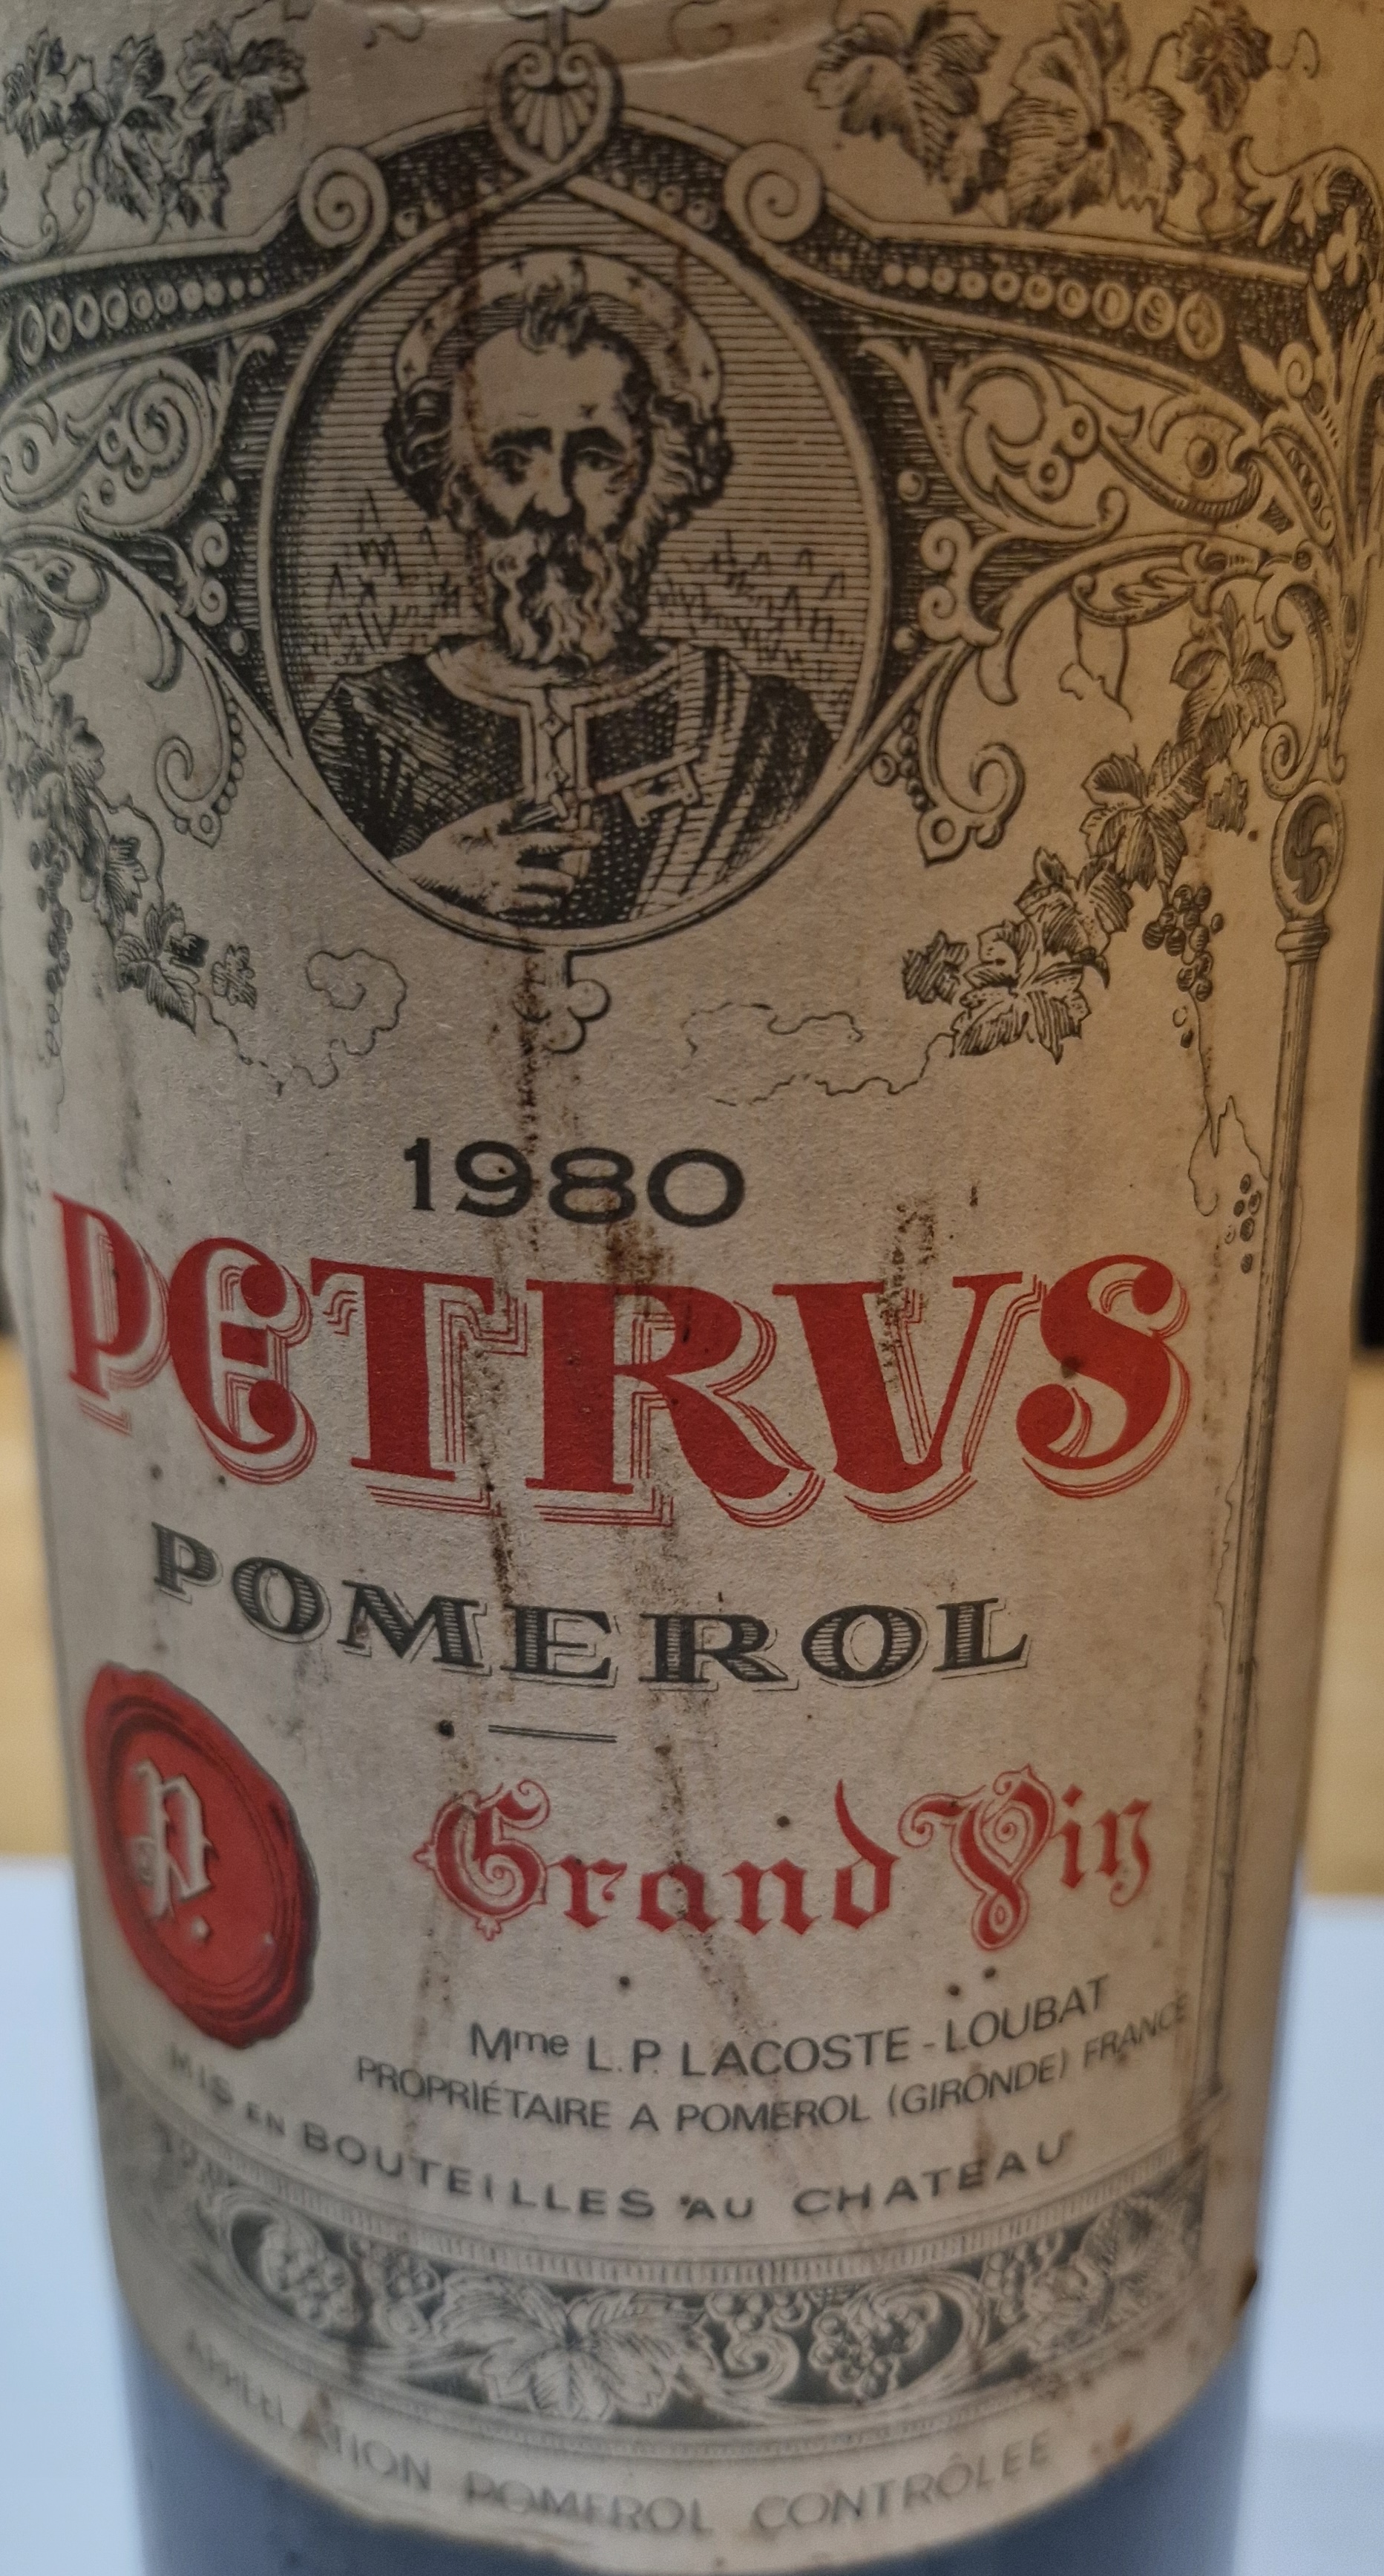 1980
PETRVS
POMEROL
P.
Grand Vin
Mme L.P. LACOSTE-LOUBAT
PROPRIÉTAIRE A POMEROL (GIRONDE) FRANCE
MIS EN BOUTEILLES AU CHATEAU
APPELLATION POMEROL CONTRÔLÉE